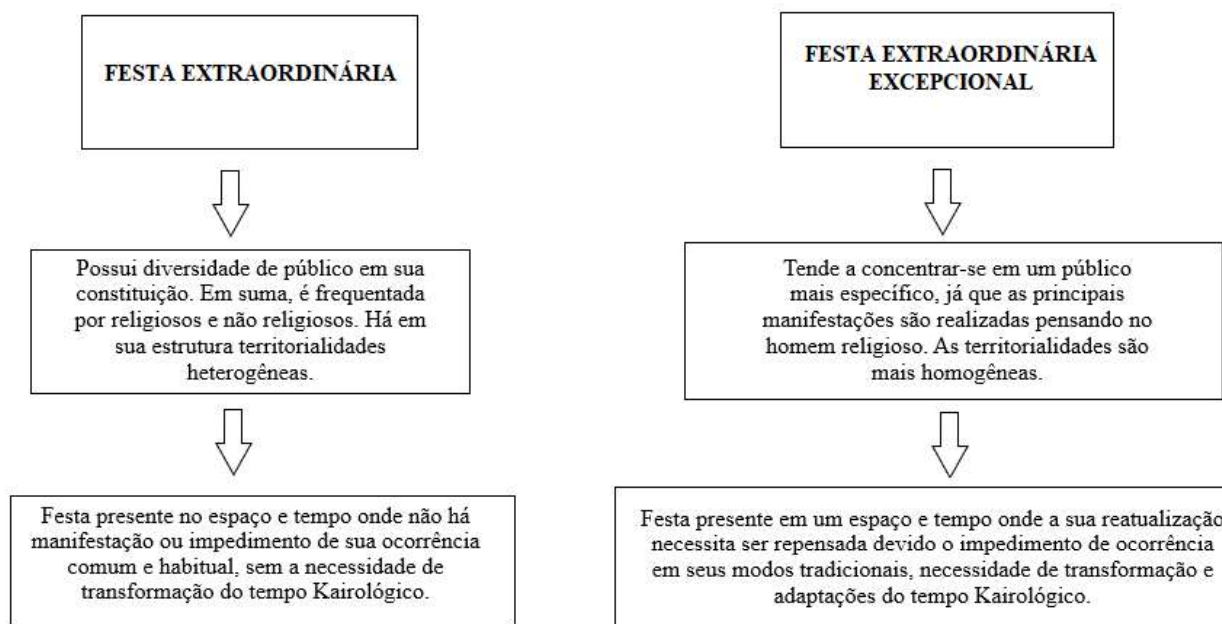 FESTA EXTRAORDINÁRIA
Possui diversidade de público em sua
constituição. Em suma, é frequentada
por religiosos e não religiosos. Há em
sua estrutura territorialidades
heterogêneas.
Festa presente no espaço e tempo onde não há
manifestação ou impedimento de sua ocorrência
comum e habitual, sem a necessidade de
transformação do tempo Kairológico.
FESTA EXTRAORDINÁRIA
EXCEPCIONAL
Tende a concentrar-se em um público
mais específico, já que as principais
manifestações são realizadas pensando no
homem religioso. As territorialidades são
mais homogêneas.
Festa presente em um espaço e tempo onde a sua reatualização
necessita ser repensada devido o impedimento de ocorrência
em seus modos tradicionais, necessidade de transformação e
adaptações do tempo Kairológico.